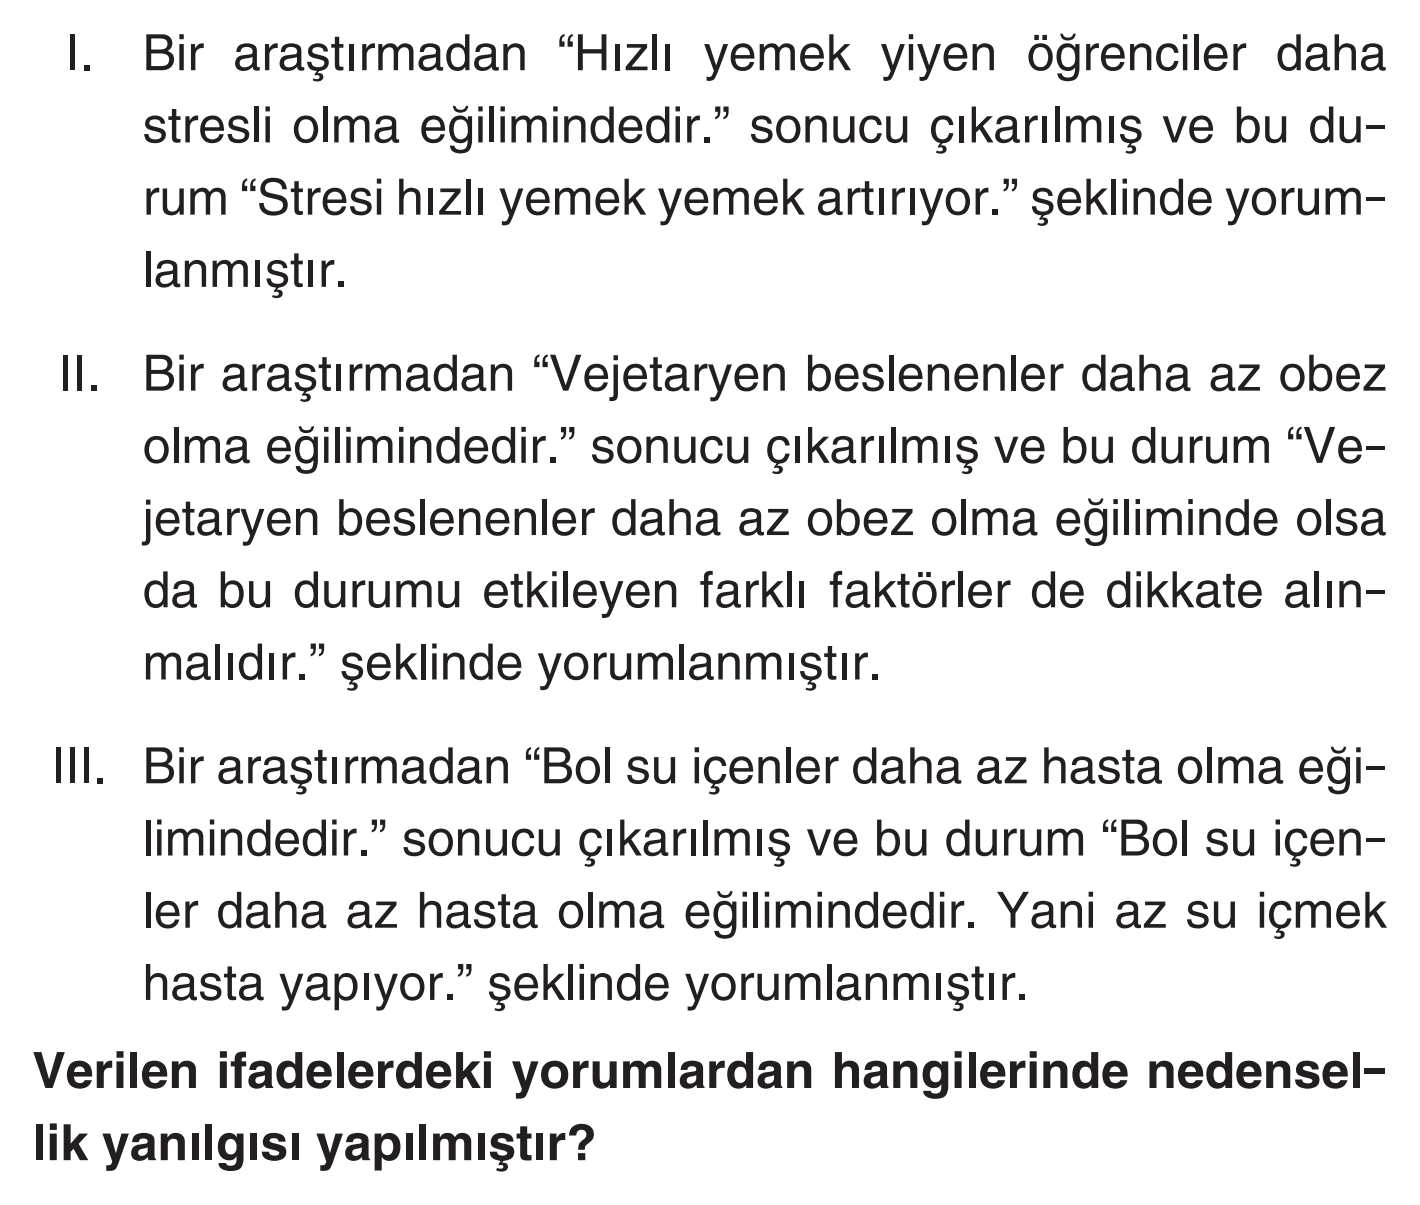 I. Bir araştırmadan “Hızlı yemek yiyen öğrenciler daha
stresli olma eğilimindedir.” sonucu çıkarılmış ve bu du-
rum “Stresi hızlı yemek yemek artırıyor.” şeklinde yorum-
lanmıştır.
II. Bir araştırmadan “Vejetaryen beslenenler daha az obez
olma eğilimindedir.” sonucu çıkarılmış ve bu durum “Ve-
jetaryen beslenenler daha az obez olma eğiliminde olsa
da bu durumu etkileyen farklı faktörler de dikkate alın-
malıdır.” şeklinde yorumlanmıştır.
III. Bir araştırmadan “Bol su içenler daha az hasta olma eği-
limindedir.” sonucu çıkarılmış ve bu durum “Bol su içen-
ler daha az hasta olma eğilimindedir. Yani az su içmek
hasta yapıyor.” şeklinde yorumlanmıştır.
Verilen ifadelerdeki yorumlardan hangilerinde nedensel-
lik yanılgısı yapılmıştır?